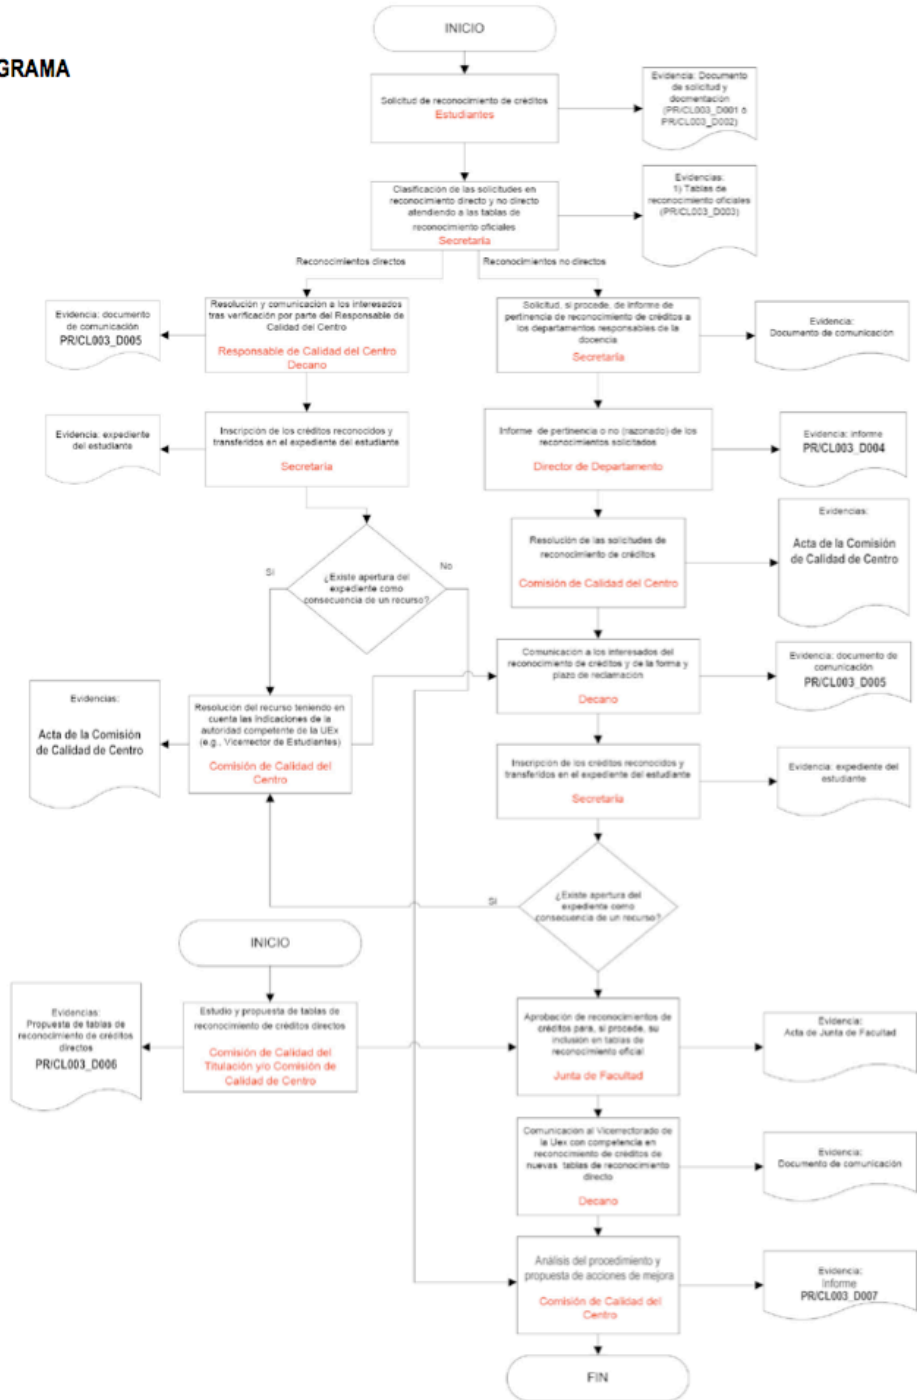 INICIO
GRAMA
Solicitud de reconocimiento de créditos
Estudiantes
Evidencia: Documento
de solicitud y
docmentación
(PR/CL003_D001 ó
PR/CL003_D002)
Clasificación de las solicitudes en
reconocimiento directo y no directo
atendiendo a las tablas de
reconocimiento oficiales
Secretaría
Evidencias:
1) Tablas de
reconocimiento oficiales
(PR/CL003_D003)
Reconocimientos directos
Reconocimientos no directos
Evidencia: documento
de comunicación
PR/CL003_D005
Resolución y comunicación a los interesados
tras verificación por parte del Responsable de
Calidad del Centro
Responsable de Calidad del Centro
Decano
Solicitud, si procede, de informe de
pertinencia de reconocimiento de créditos a
los departamentos responsables de la
docencia
Secretaría
Evidencia:
Documento de comunicación
Evidencia: expediente
del estudiante
Inscripción de los créditos reconocidos y
transferidos en el expediente del estudiante
Secretaría
Informe de pertinencia o no (razonado) de los
reconocimientos solicitados
Director de Departamento
Evidencia: informe
PR/CL003_D004
Resolución de las solicitudes de
reconocimiento de créditos
Comisión de Calidad del Centro
Evidencias:
Acta de la Comisión
de Calidad de Centro
Si
No
¿Existe apertura del
expediente como
consecuencia de un recurso?
Comunicación a los interesados del
reconocimiento de créditos y de la forma y
plazo de reclamación
Decano
Evidencia: documento de
comunicación
PR/CL003_D005
Evidencias:
Acta de la Comisión
de Calidad de Centro
Resolución del recurso teniendo en
cuenta las indicaciones de la
autoridad competente de la UEx
(e.g., Vicerrector de Estudiantes)
Comisión de Calidad del
Centro
Inscripción de los créditos reconocidos y
transferidos en el expediente del estudiante
Secretaría
Evidencia: expediente del
estudiante
¿Existe apertura del
expediente como
consecuencia de un recurso?
SI
INICIO
Evidencias:
Propuesta de tablas de
reconocimiento de créditos
directos
PR/CL003_D006
Estudio y propuesta de tablas de
reconocimiento de créditos directos
Comisión de Calidad del
Titulación y/o Comisión de
Calidad de Centro
Aprobación de reconocimientos de
créditos para, si procede, su
inclusión en tablas de
reconocimiento oficial
Junta de Facultad
Evidencia:
Acta de Junta de Facultad
Comunicación al Vicerrectorado de
la Uex con competencia en
reconocimiento de créditos de
nuevas tablas de reconocimiento
directo
Decano
Evidencia:
Documento de comunicación
Análisis del procedimiento y
propuesta de acciones de mejora
Comisión de Calidad del
Centro
Evidencia:
Informe
PR/CL003_D007
FIN